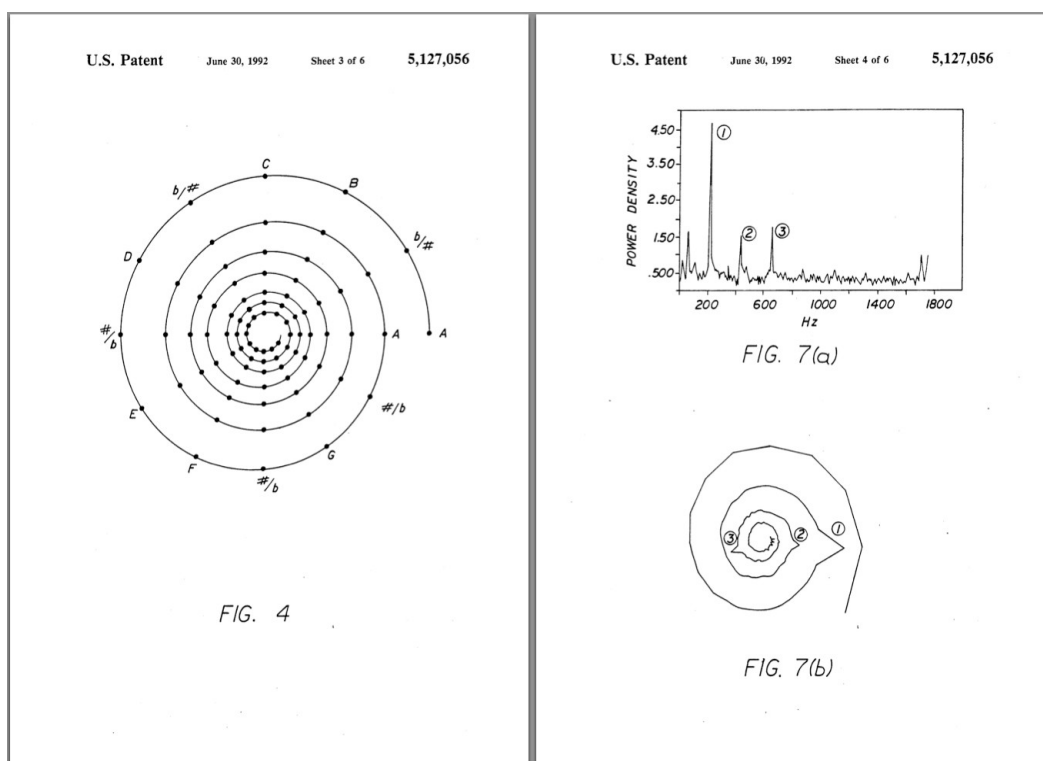 U.S. Patent June 30, 1992 Sheet 3 of 6 5,127,056
C
b/# B
b/#
D
#/b A A
#/b
E
G
F
#/b
FIG. 4
U.S. Patent June 30, 1992 Sheet 4 of 6 5,127,056
4.50
①
3.50
POWER DENSITY
2.50
1.50 ② ③
.500
200 600 1000 1400 1800
Hz
FIG. 7(a)
①
③ ②
FIG. 7(b)